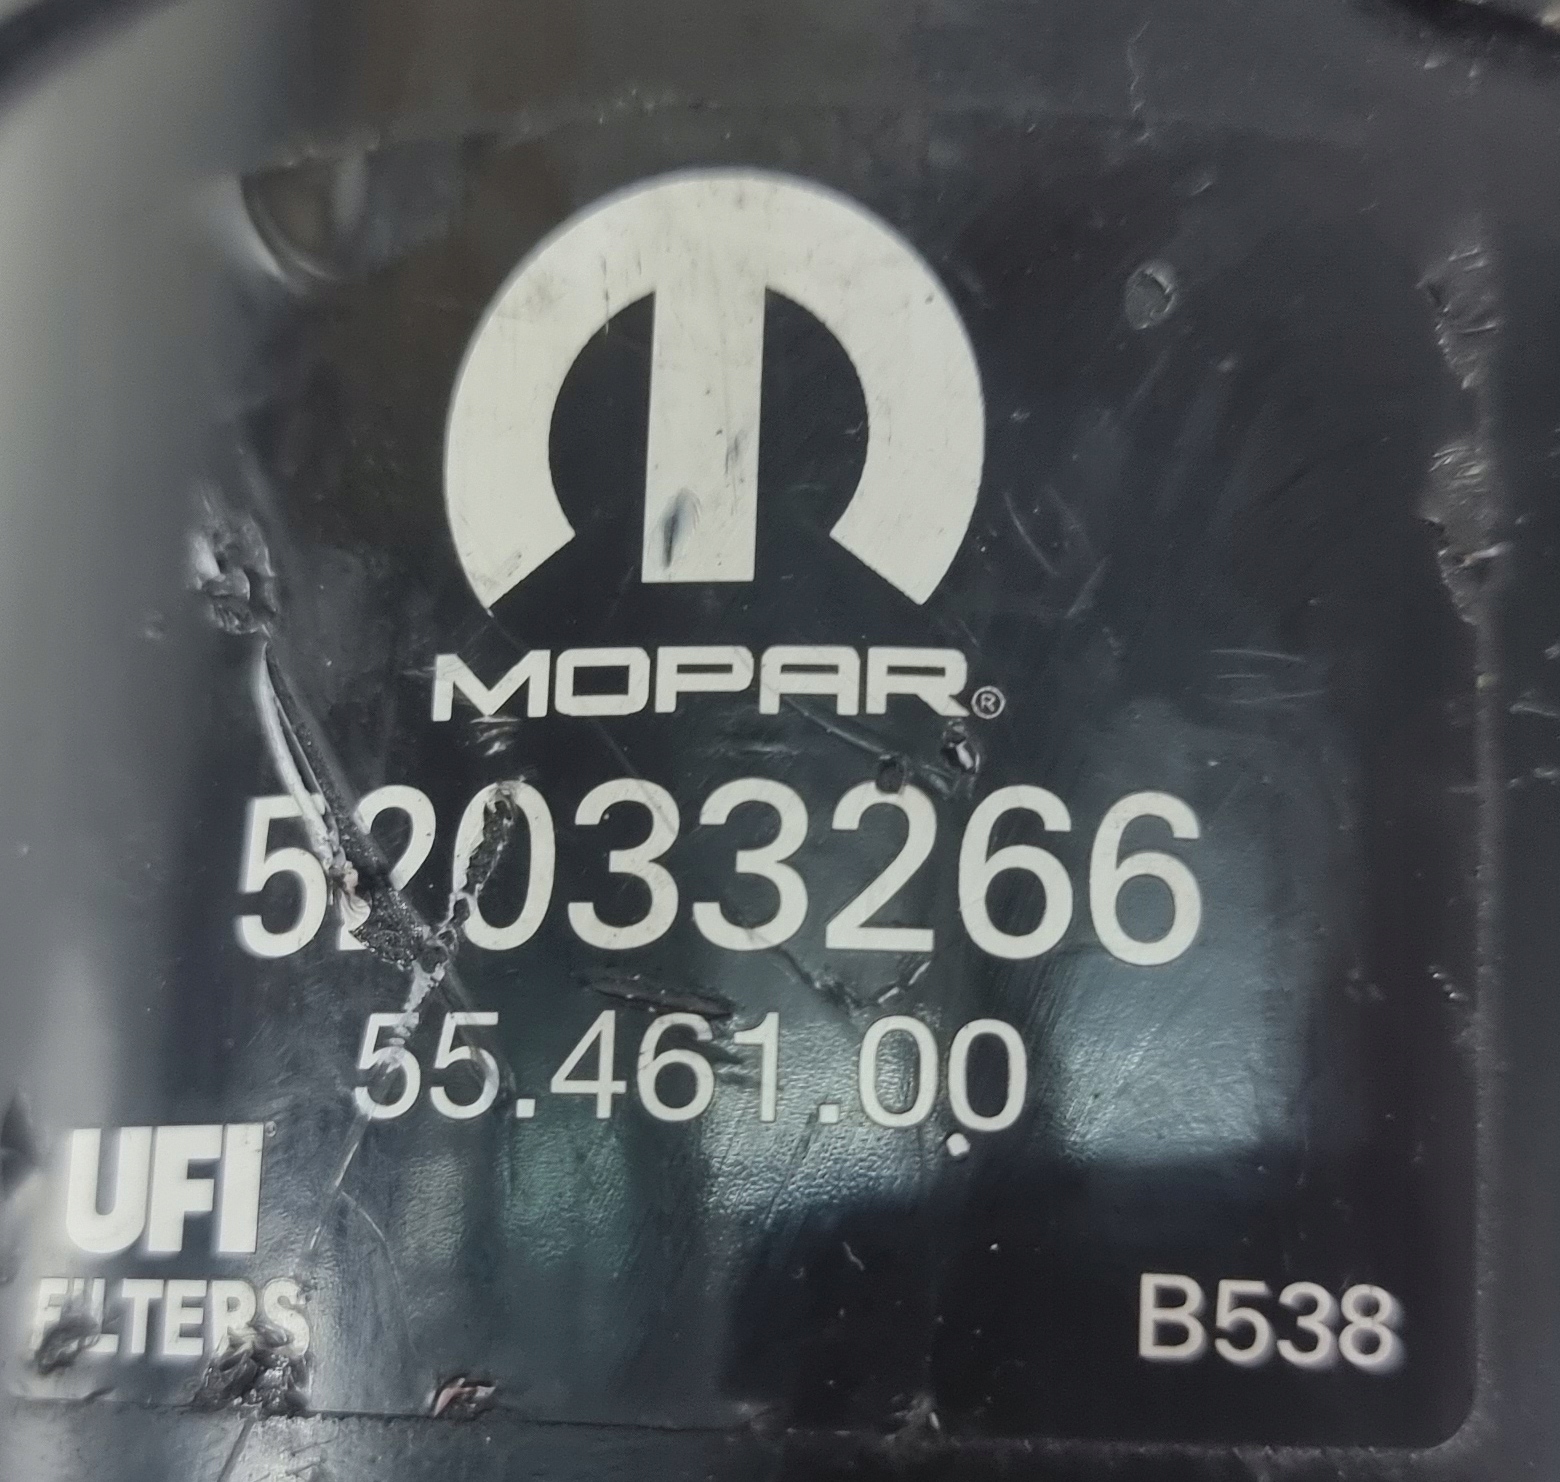 MOPAR®
52033266
55.461.00
UFI
FILTERS
B538